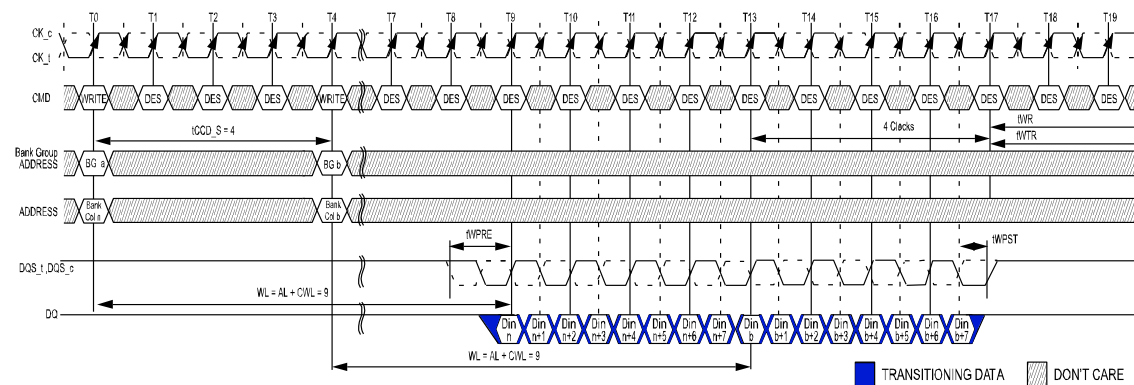 T0 T1 T2 T3 T4 T7 T8 T9 T10 T11 T12 T13 T14 T15 T16 T17 T18 T19
CK_c
CK_t
CMD WRITE DES DES DES WRITE DES DES DES DES DES DES DES DES DES DES DES DES DES
tCCD_S = 4
4 Clocks
tWR
tWTR
Bank Group
ADDRESS BG a BG b
ADDRESS
Bank
Col n
Bank
Col b
tWPRE
tWPST
DQS_t ,DQS_c
WL = AL + CWL = 9
DQ
Din n
Din n+1
Din n+2
Din n+3
Din n+4
Din n+5
Din n+6
Din n+7
Din b
Din b+1
Din b+2
Din b+3
Din b+4
Din b+5
Din b+6
Din b+7
WL = AL + CWL = 9
TRANSITIONING DATA
DON'T CARE